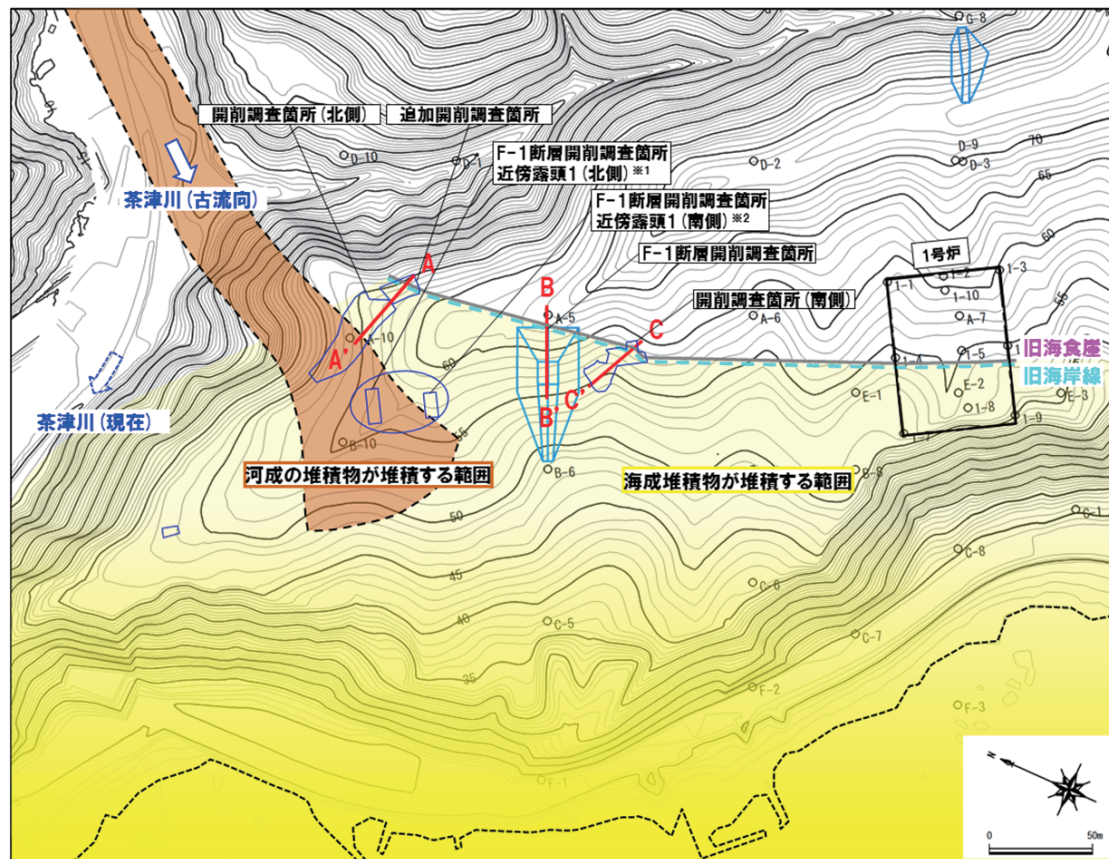 G-8
開削調査箇所(北側)
追加開削調査箇所
F-1断層開削調査箇所
近傍露頭1(北側)※1
D-10
D-1
D-2
D-9
D-3
70
65
60
55
茶津川(古流向)
F-1断層開削調査箇所
近傍露頭1(南側)※2
F-1断層開削調査箇所
1号炉
開削調査箇所(南側)
A
B
C
A'
B'
C'
A-10
A-5
A-6
A-7
1-1
1-2
1-3
1-10
1-4
1-5
E-2
1-8
1-7
1-9
E-1
E-3
旧海食崖
旧海岸線
茶津川(現在)
60
55
B-10
B-6
B-8
河成の堆積物が堆積する範囲
海成堆積物が堆積する範囲
50
45
40
35
C-1
C-8
C-6
C-5
C-7
F-2
F-3
F-1
15
N
0
50m